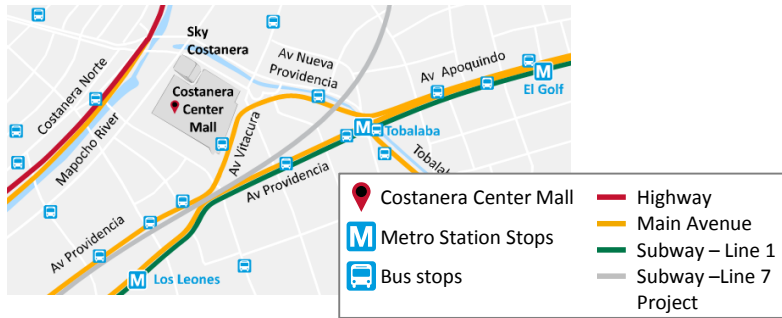 Sky
Costanera
Av Nueva
Providencia
Av Apoquindo
M
El Golf
Costanera Norte
Costanera
Center
Mall
Mapocho River
Av Vitacura
M
Tobalaba
Av Providencia
Av Providencia
M
Los Leones
Costanera Center Mall
M
Metro Station Stops
Bus stops
Highway
Main Avenue
Subway – Line 1
Subway –Line 7
Project